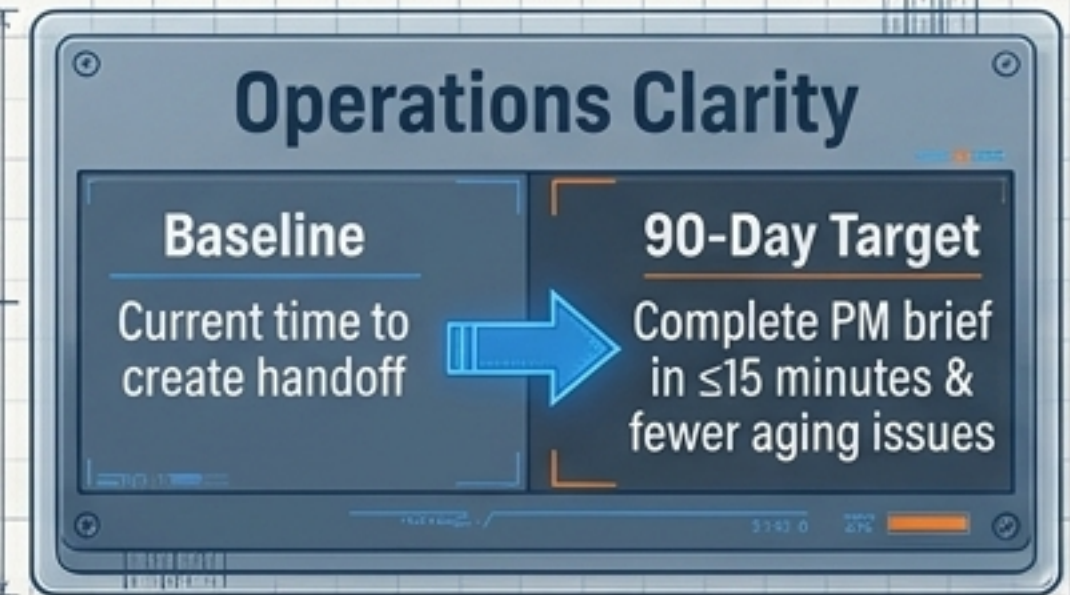 Operations Clarity
Baseline
Current time to
create handoff
90-Day Target
Complete PM brief
in ≤15 minutes &
fewer aging issues